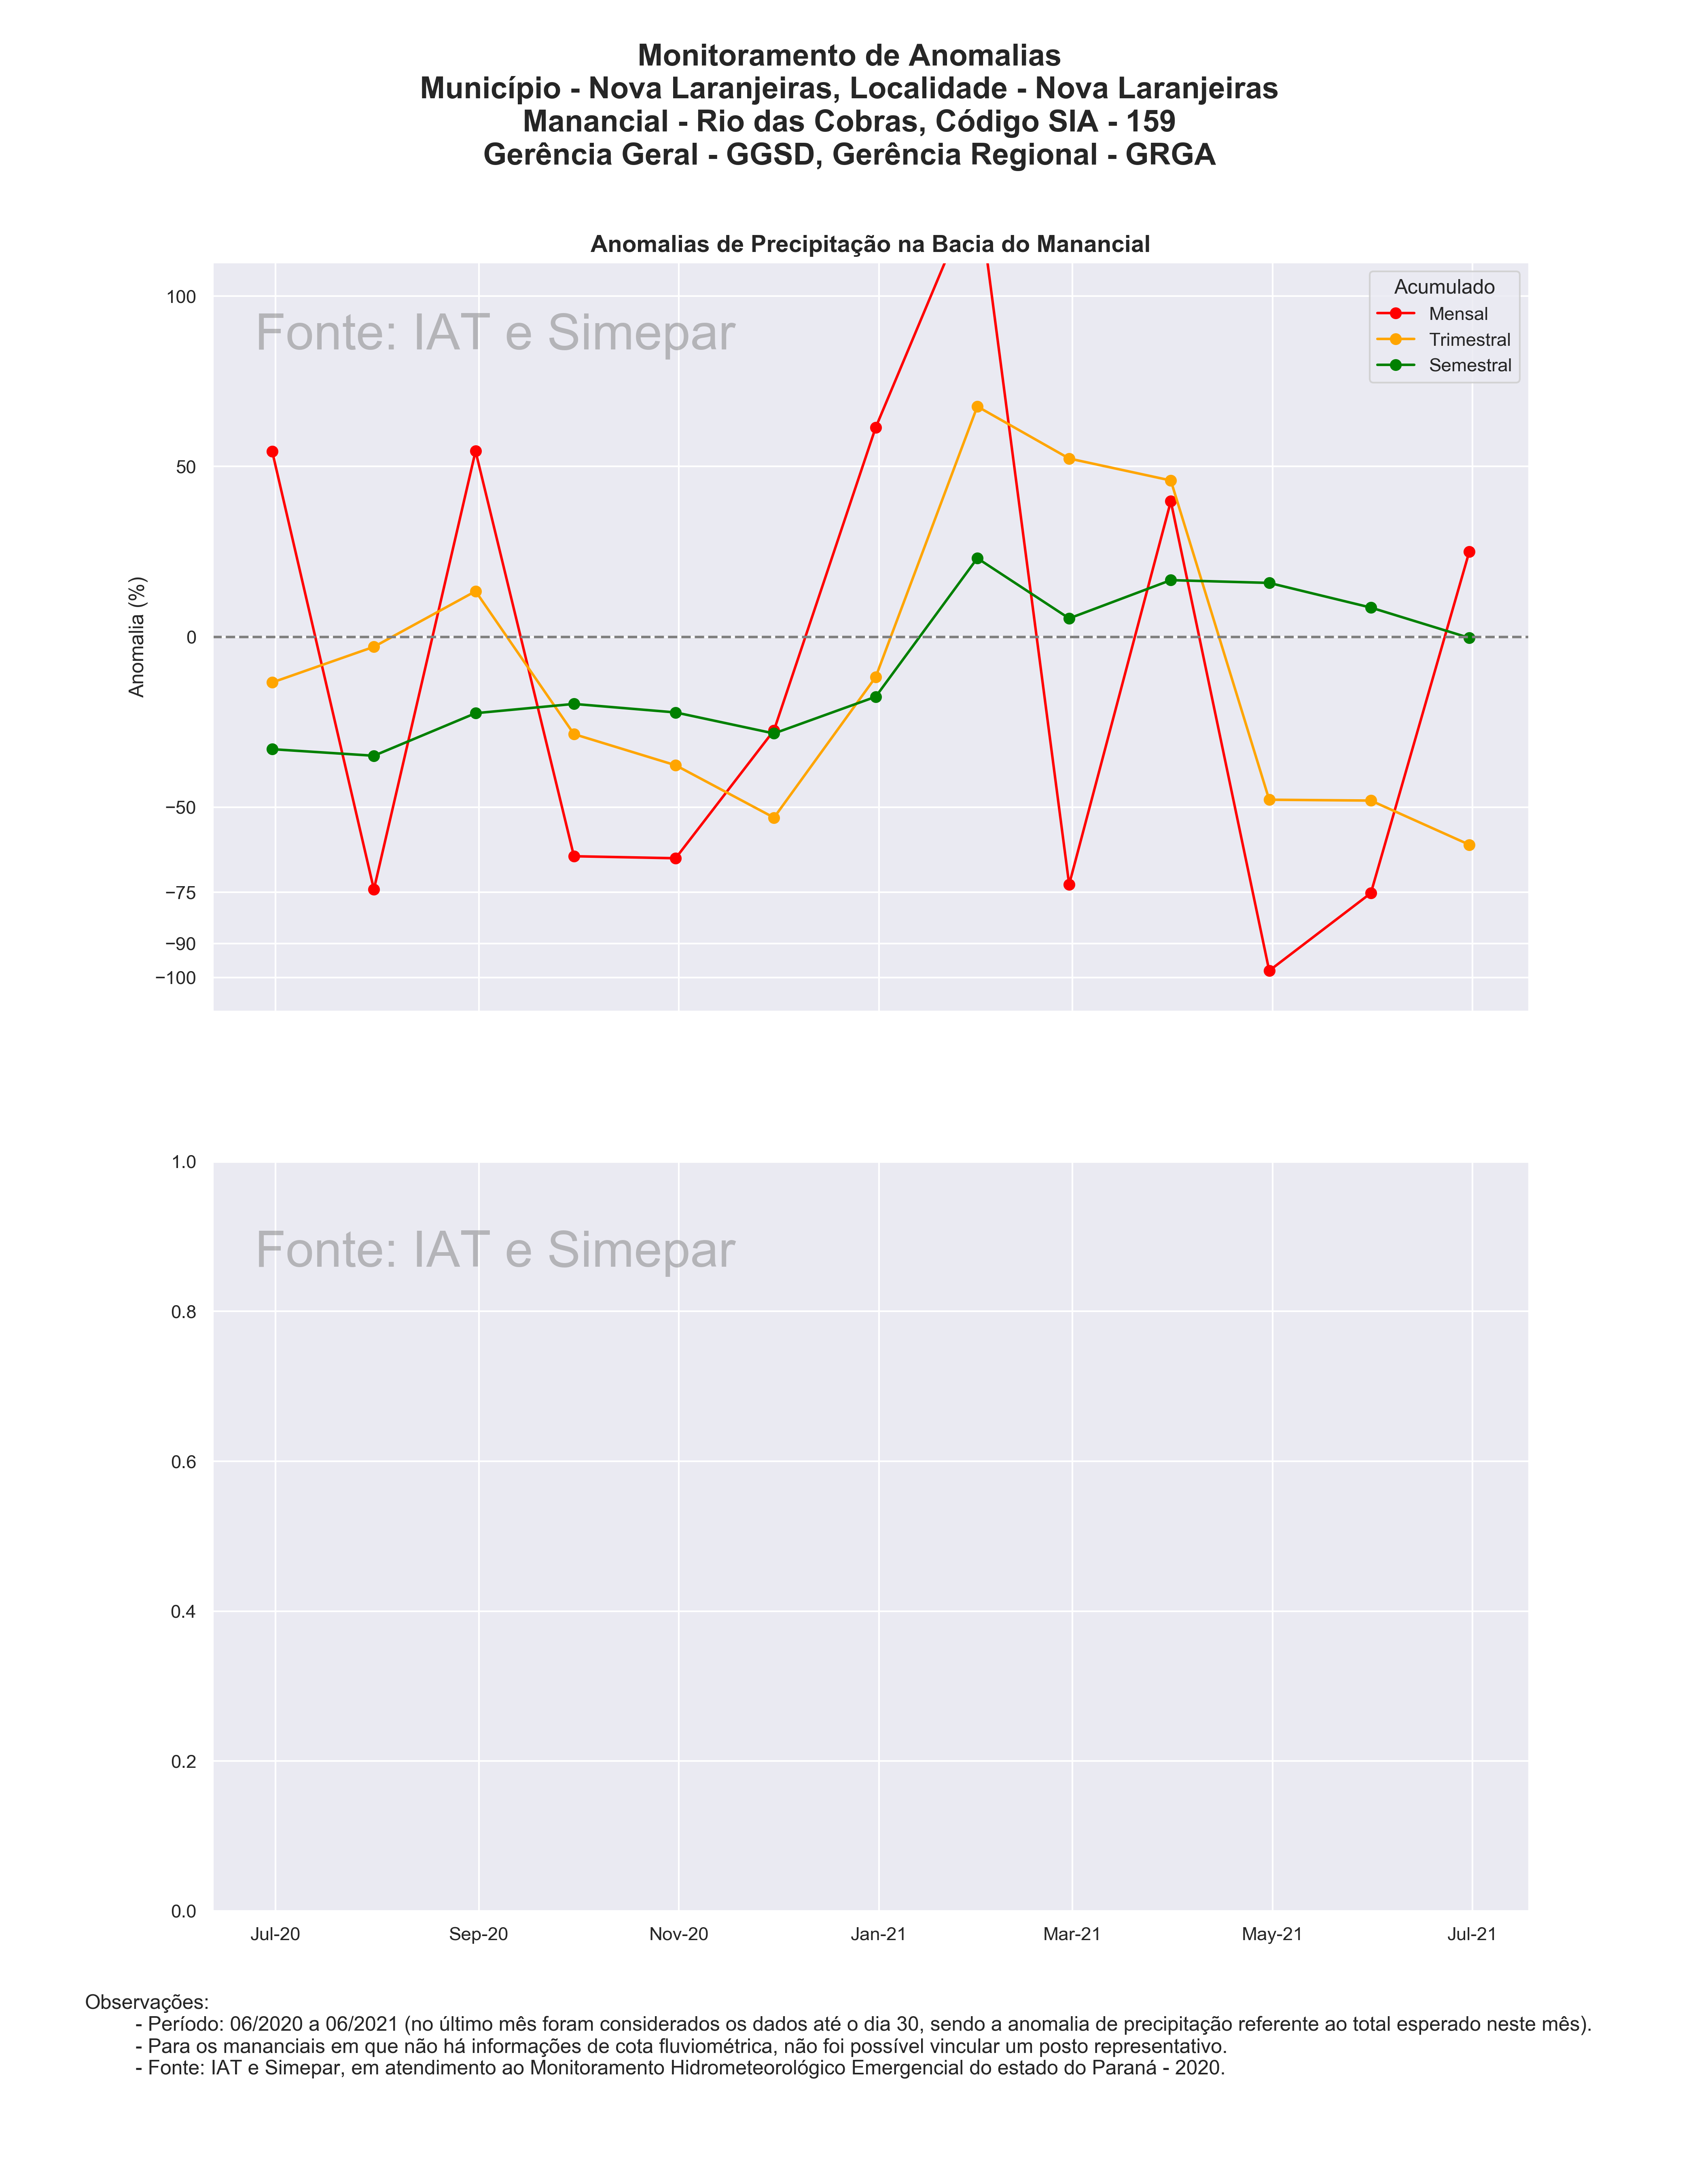 Monitoramento de Anomalias
Município - Nova Laranjeiras, Localidade - Nova Laranjeiras
Manancial - Rio das Cobras, Código SIA - 159
Gerência Geral - GGSD, Gerência Regional - GRGA
Anomalias de Precipitação na Bacia do Manancial
Fonte: IAT e Simepar
Acumulado
Mensal
Trimestral
Semestral
Anomalia (%)
100
50
0
−50
−75
−90
−100
Fonte: IAT e Simepar
1.0
0.8
0.6
0.4
0.2
0.0
Jul-20 Sep-20 Nov-20 Jan-21 Mar-21 May-21 Jul-21
Observações:
- Período: 06/2020 a 06/2021 (no último mês foram considerados os dados até o dia 30, sendo a anomalia de precipitação referente ao total esperado neste mês).
- Para os mananciais em que não há informações de cota fluviométrica, não foi possível vincular um posto representativo.
- Fonte: IAT e Simepar, em atendimento ao Monitoramento Hidrometeorológico Emergencial do estado do Paraná - 2020.